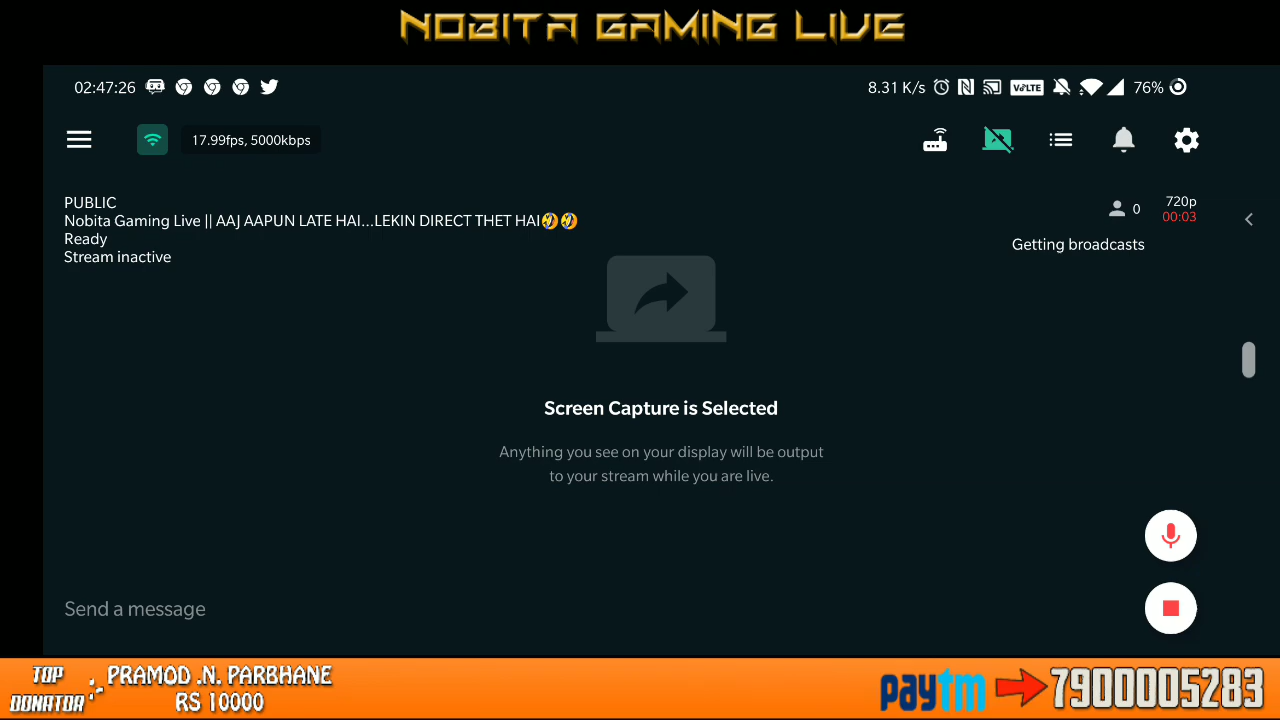 NOBITA GAMING LIVE
02:47:26
8.31 K/s VoLTE 76%
17.99fps, 5000kbps
PUBLIC
Nobita Gaming Live || AAJ AAPUN LATE HAI...LEKIN DIRECT THET HAI🤣🤣
Ready
Stream inactive
0
720p
00:03
Getting broadcasts
Screen Capture is Selected
Anything you see on your display will be output
to your stream while you are live.
Send a message
TOP
DONATOR
:-
PRAMOD .N. PARBHANE
RS 10000
paytm
7900005283